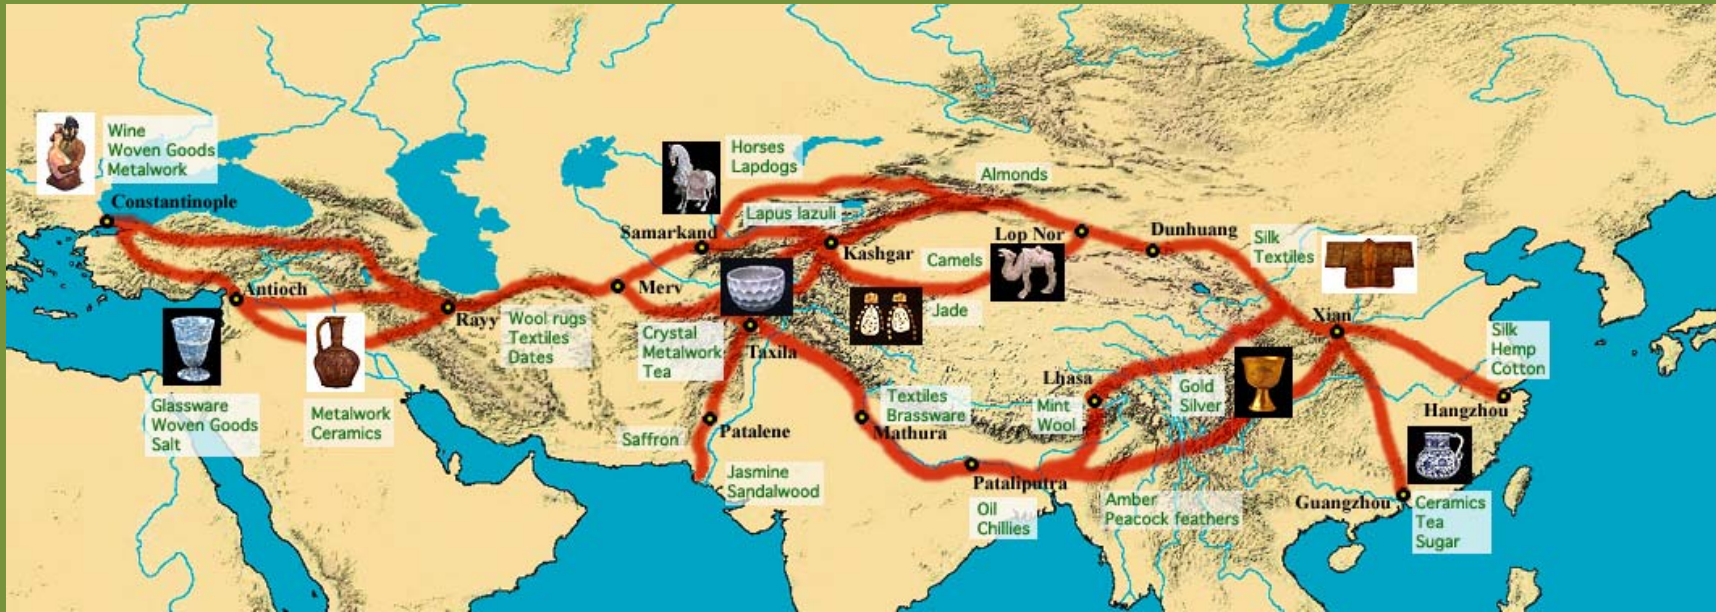 Wine
Woven Goods
Metalwork
Constantinople
Antioch
Glassware
Woven Goods
Salt
Metalwork
Ceramics
Rayy
Wool rugs
Textiles
Dates
Merv
Samarkand
Horses
Lapdogs
Lapus lazuli
Almonds
Kashgar
Camels
Jade
Lop Nor
Dunhuang
Silk
Textiles
Crystal
Metalwork
Tea
Taxila
Saffron
Patalene
Jasmine
Sandalwood
Textiles
Brassware
Mathura
Pataliputra
Oil
Chillies
Lhasa
Mint
Wool
Gold
Silver
Amber
Peacock feathers
Xian
Silk
Hemp
Cotton
Hangzhou
Guangzhou
Ceramics
Tea
Sugar